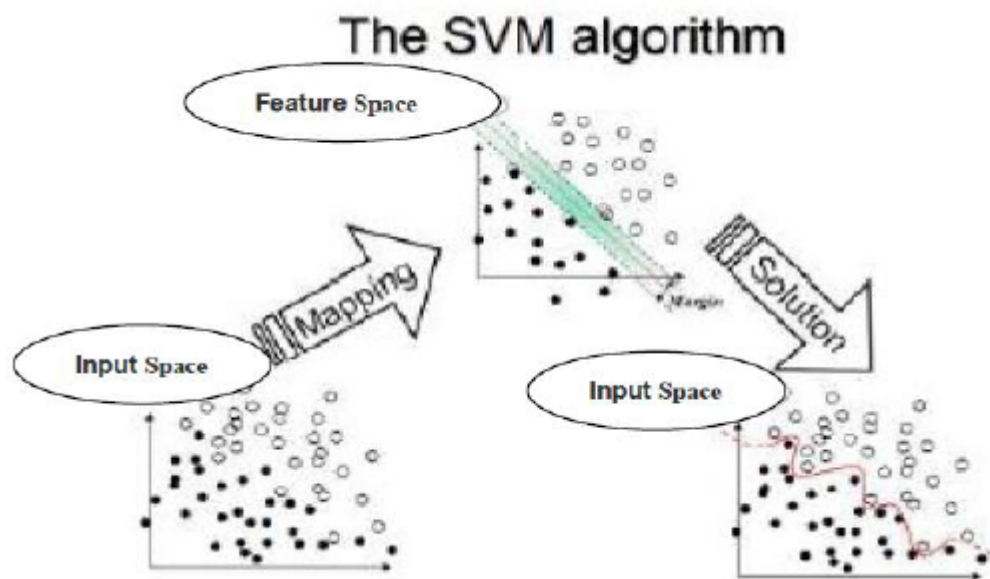 The SVM algorithm
Feature Space
Mapping
Margin
Solution
Input Space
Input Space